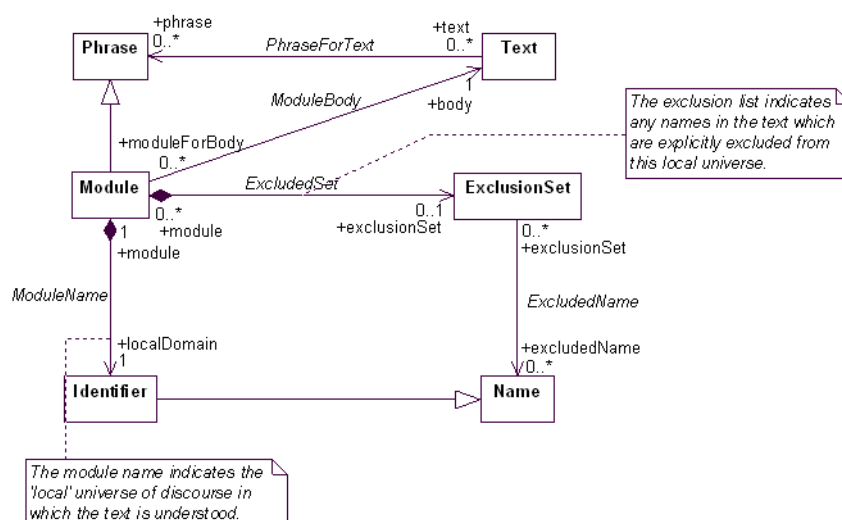 +phrase
0..*
PhraseForText
+text
0..*
Phrase
Text
ModuleBody
1
+body
The exclusion list indicates
any names in the text which
are explicitly excluded from
this local universe.
+moduleForBody
0..*
Module
ExcludedSet
ExclusionSet
0..*
+module
0..1
+exclusionSet
1
+module
0..*
+exclusionSet
ModuleName
ExcludedName
+localDomain
1
+excludedName
0..*
Identifier
Name
The module name indicates the
'local' universe of discourse in
which the text is understood.